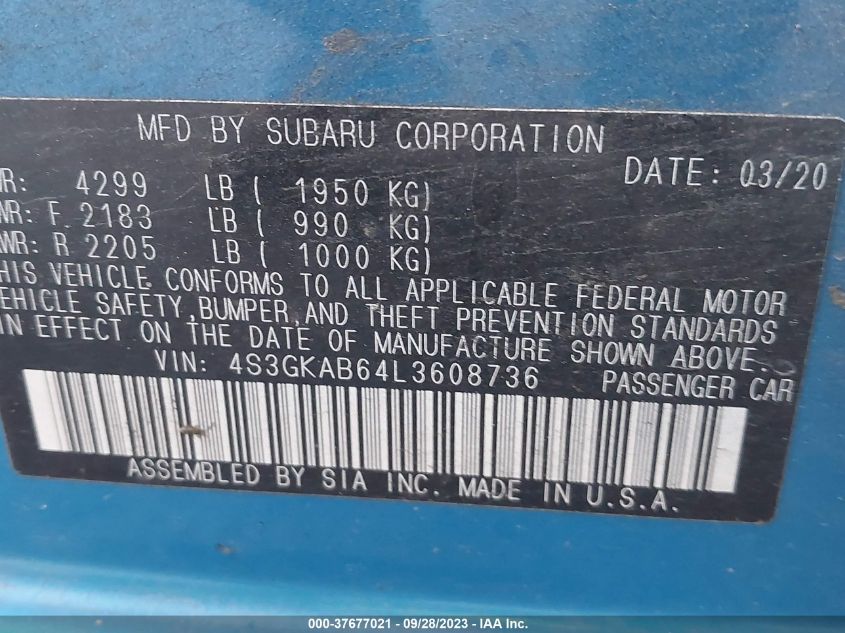 MFD BY SUBARU CORPORATION
DATE: 03/20
WR: 4299 LB ( 1950 KG)
WR: F. 2183 LB ( 990 KG)
WR: R. 2205 LB ( 1000 KG)
HIS VEHICLE CONFORMS TO ALL APPLICABLE FEDERAL MOTOR
EHICLE SAFETY, BUMPER, AND THEFT PREVENTION STANDARDS
IN EFFECT ON THE DATE OF MANUFACTURE SHOWN ABOVE.
VIN: 4S3GKAB64L3608736 PASSENGER CAR
ASSEMBLED BY SIA INC. MADE IN U.S.A.
000-37677021 / 09/28/2023 / IAA Inc.